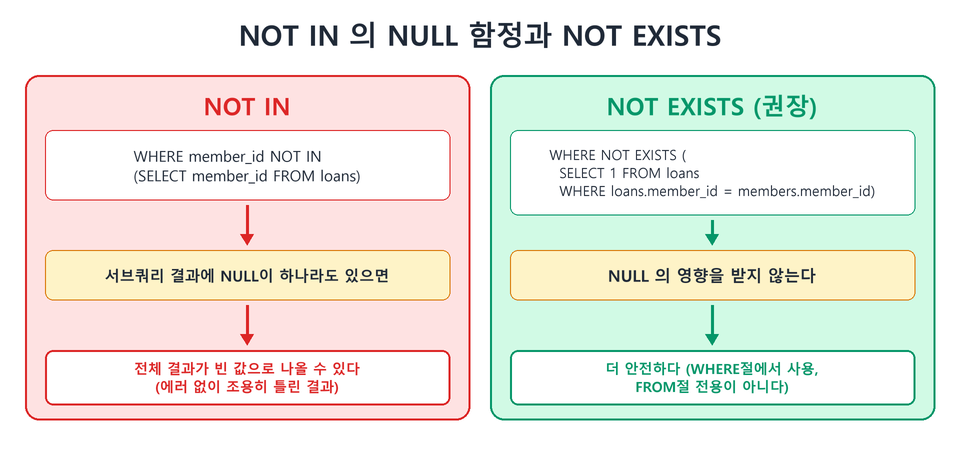 NOT IN 의 NULL 함정과 NOT EXISTS
NOT IN
WHERE member_id NOT IN
(SELECT member_id FROM loans)
서브쿼리 결과에 NULL이 하나라도 있으면
전체 결과가 빈 값으로 나올 수 있다
(에러 없이 조용히 틀린 결과)
NOT EXISTS (권장)
WHERE NOT EXISTS (
SELECT 1 FROM loans
WHERE loans.member_id = members.member_id)
NULL 의 영향을 받지 않는다
더 안전하다 (WHERE절에서 사용,
FROM절 전용이 아니다)